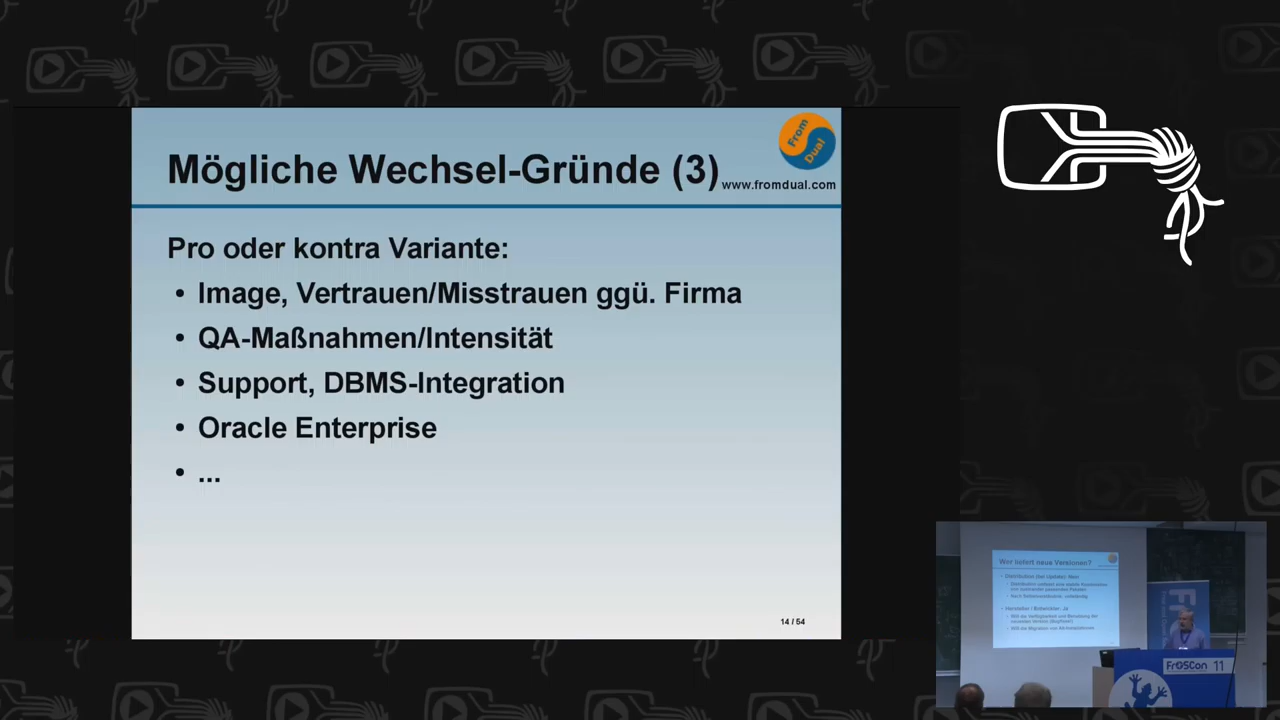 Mögliche Wechsel-Gründe (3)
From
Dual
www.fromdual.com
Pro oder kontra Variante:
• Image, Vertrauen/Misstrauen ggü. Firma
• QA-Maßnahmen/Intensität
• Support, DBMS-Integration
• Oracle Enterprise
• ...
14 / 54
Wer liefert neue Versionen?
FrOSCon 11